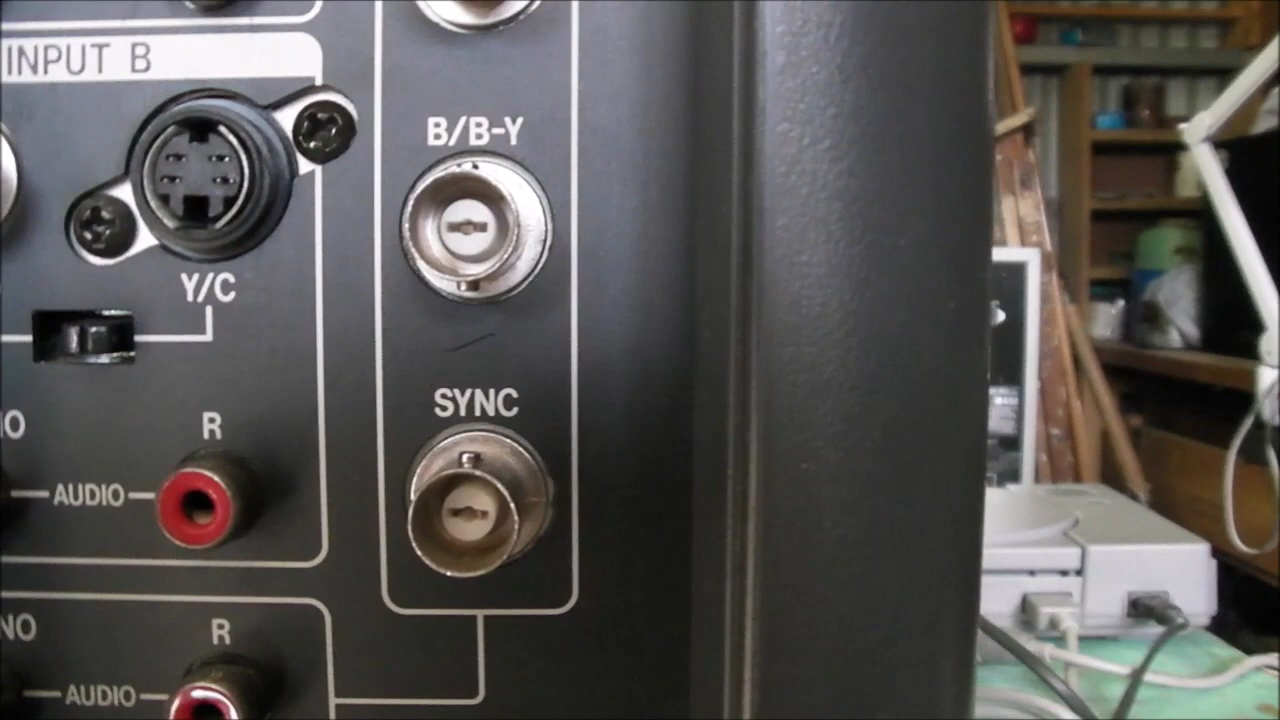 INPUT B
B/B-Y
Y/C
SYNC
R
AUDIO
R
AUDIO